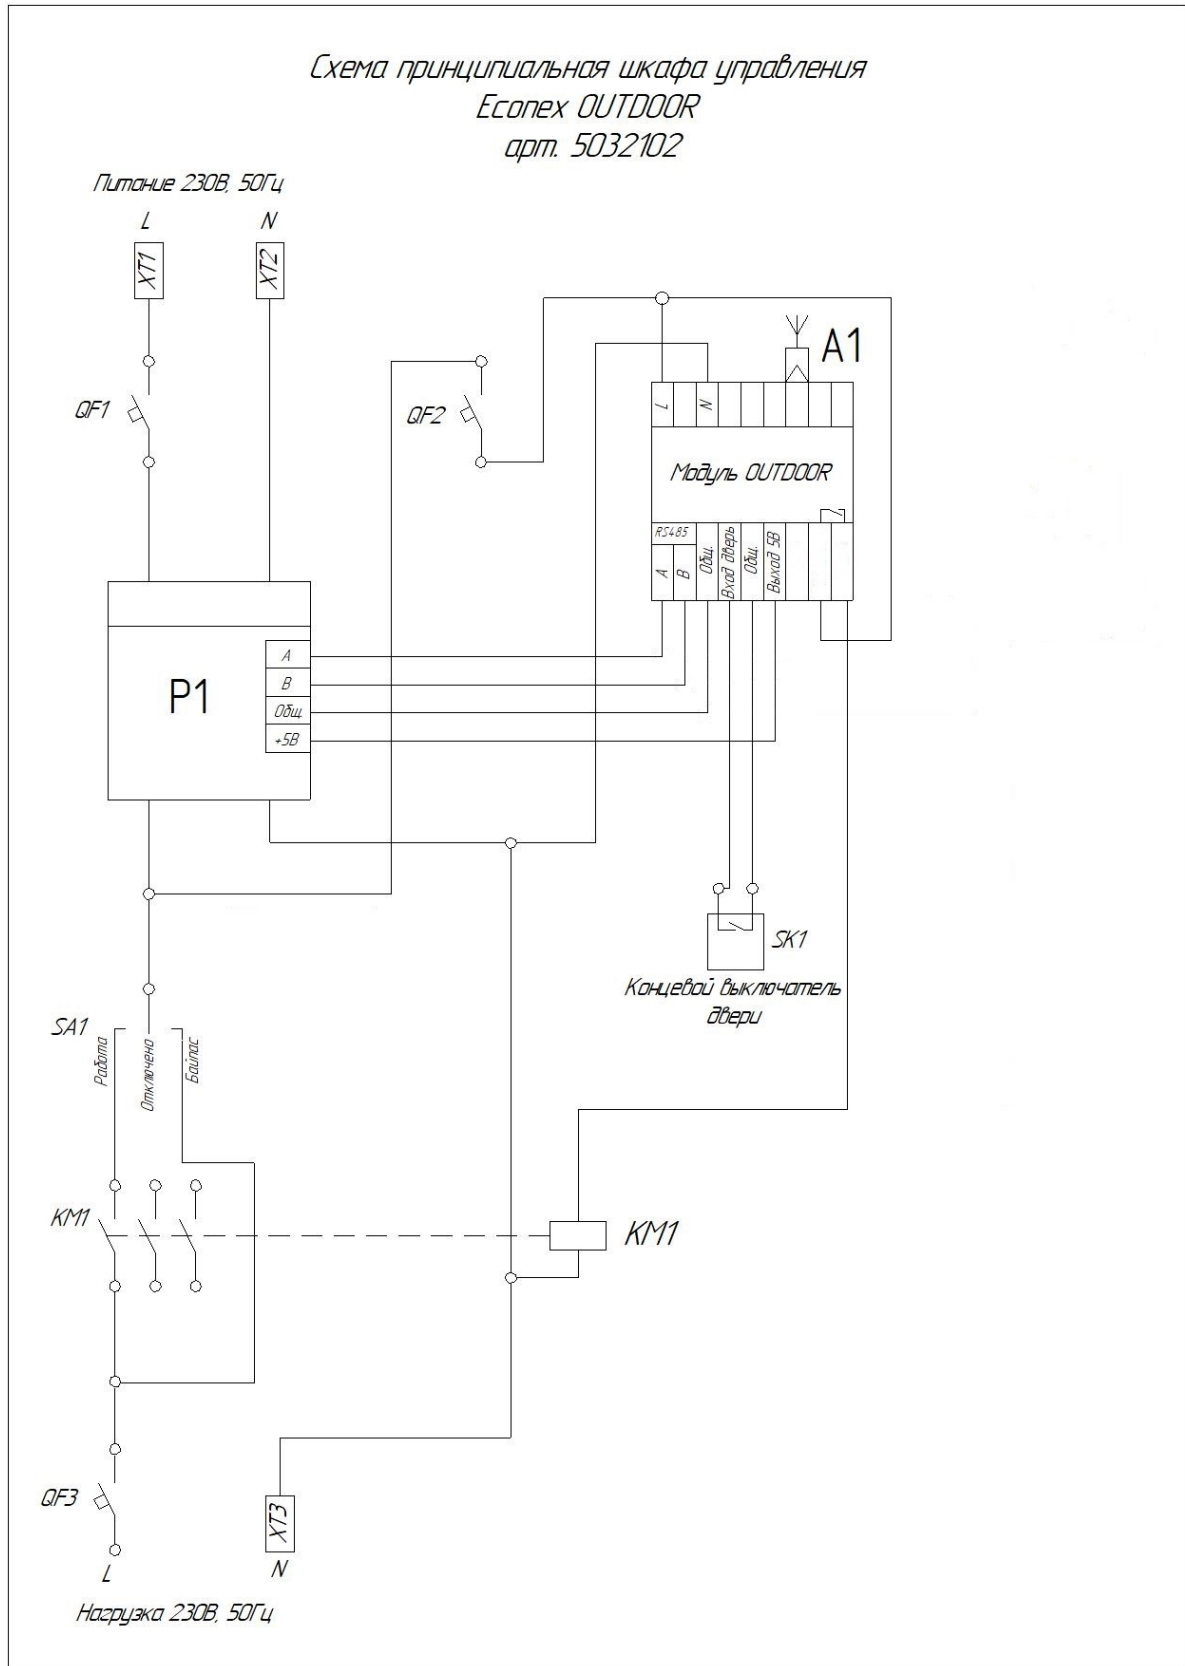 Схема принципиальная шкафа управления
Econex OUTDOOR
арт. 5032102
Питание 230В, 50Гц
L N
XT1 XT2
A1
QF1 QF2
L N
Модуль OUTDOOR
RS485
A B Общ. Вход дверь Общ. Выход 5В
P1
A
B
Общ
+5В
SK1
Концевой выключатель
двери
SA1
Работа Отключено Байпас
KM1 KM1
QF3
XT3
L N
Нагрузка 230В, 50Гц